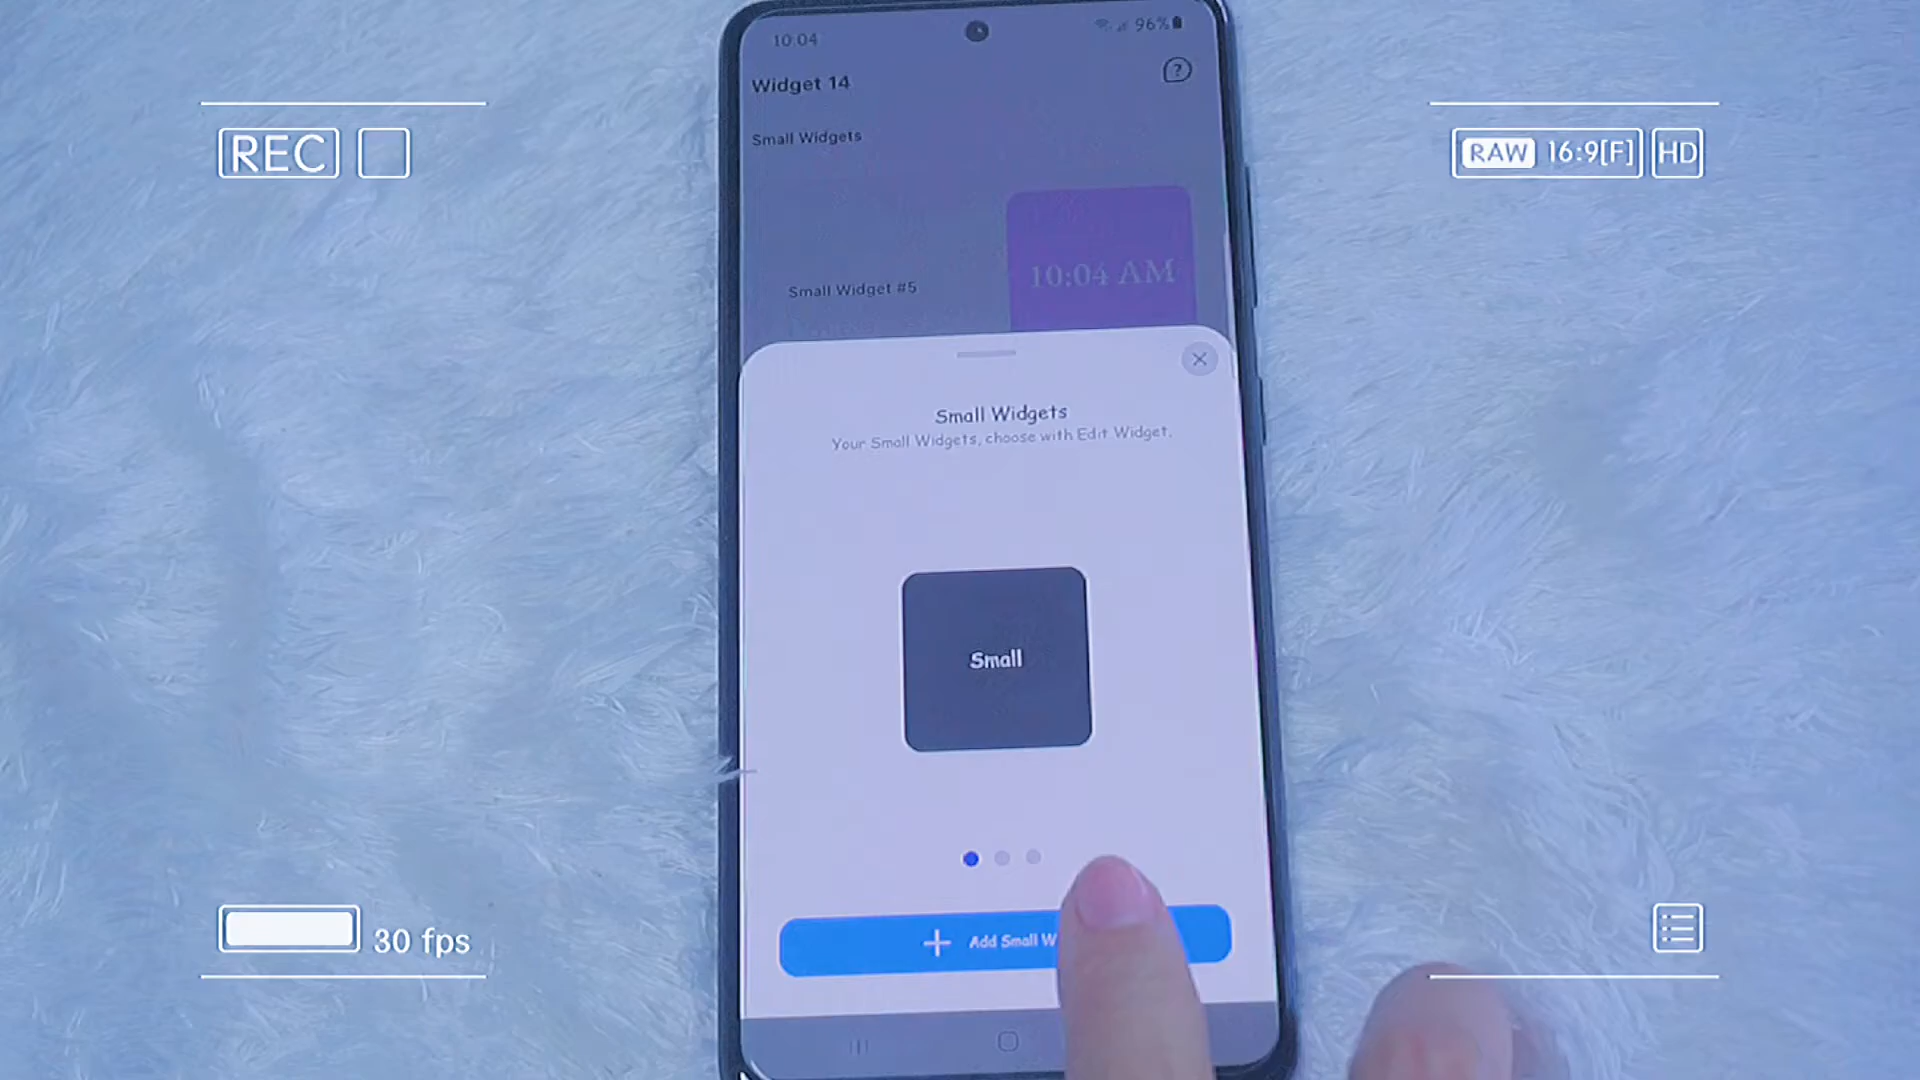 10:04
96%
Widget 14
?
Small Widgets
REC
RAW 16:9[F] HD
10:04 AM
Small Widget #5
Small Widgets
Your Small Widgets, choose with Edit Widget.
Small
+ Add Small W
30 fps